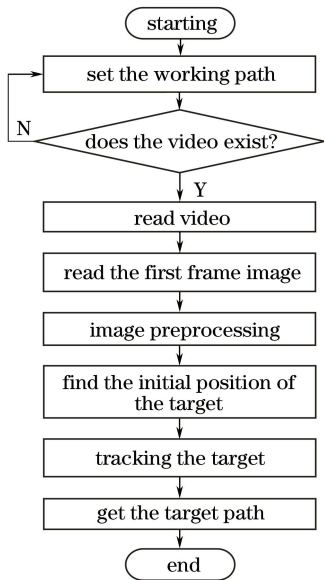 starting
set the working path
N
does the video exist?
Y
read video
read the first frame image
image preprocessing
find the initial position of
the target
tracking the target
get the target path
end